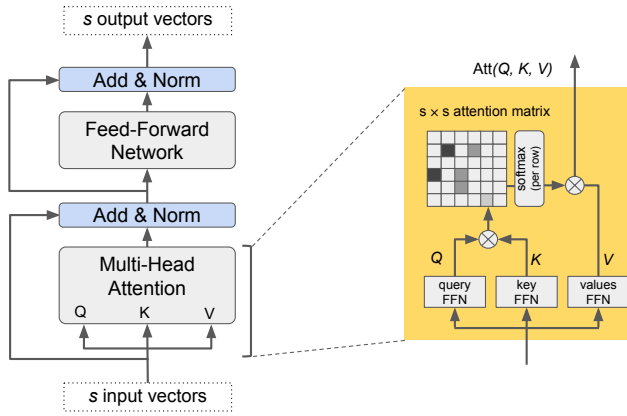 s output vectors
Add & Norm
Feed-Forward
Network
Add & Norm
Multi-Head
Attention
Q
K
V
s input vectors
Att(Q, K, V)
s × s attention matrix
softmax
(per row)
Q
K
V
query
FFN
key
FFN
values
FFN